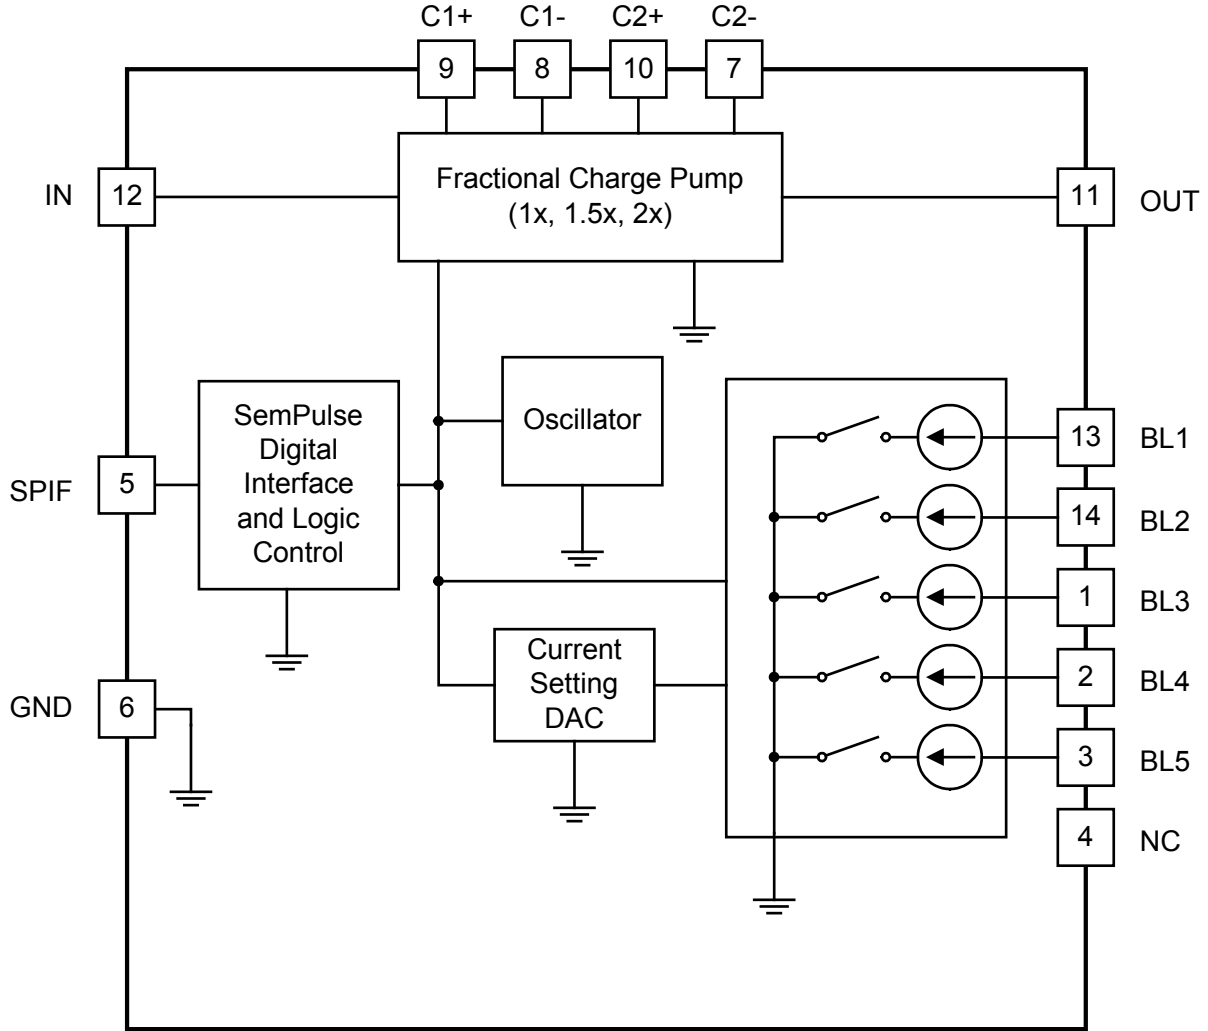 C1+ C1- C2+ C2-
9 8 10 7
IN 12
Fractional Charge Pump
(1x, 1.5x, 2x)
11 OUT
SemPulse
Digital
Interface
and Logic
Control
Oscillator
SPIF 5
13 BL1
14 BL2
1 BL3
Current
Setting
DAC
2 BL4
GND 6
3 BL5
4 NC